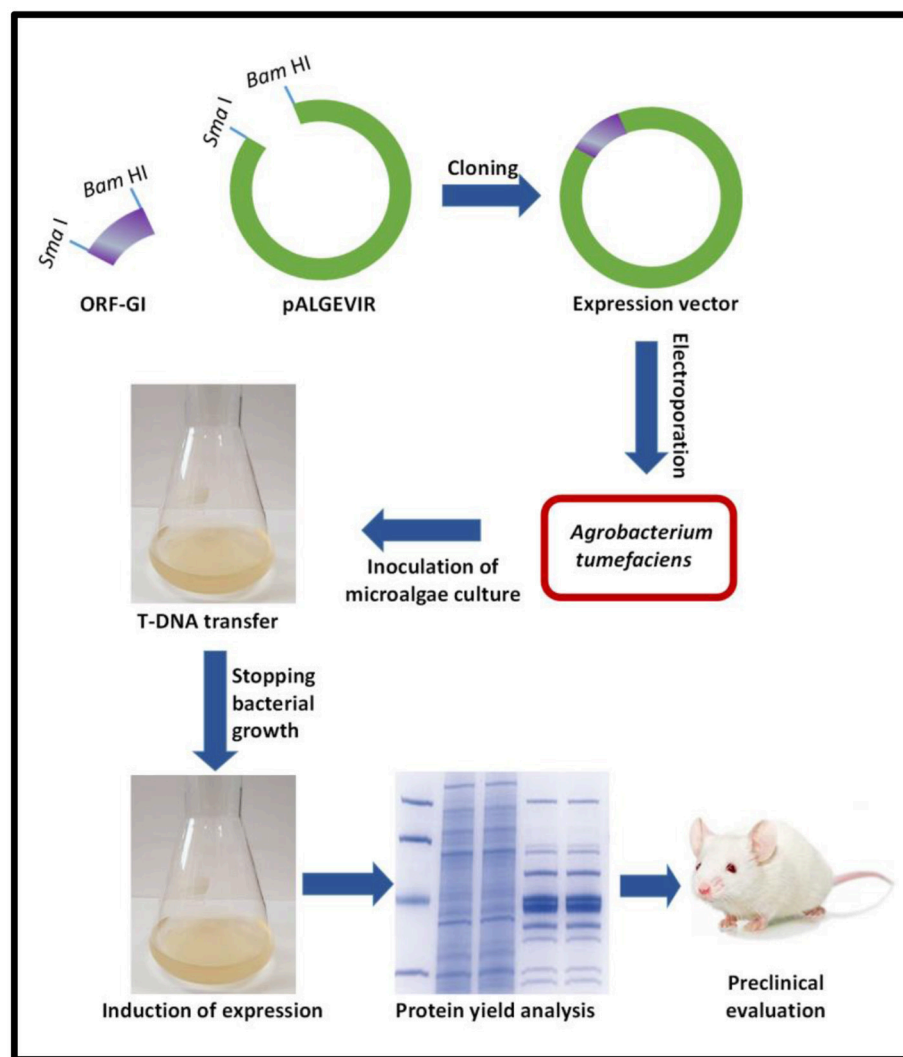 Sma I
Bam HI
ORF-GI
Sma I
Bam HI
pALGEVIR
Cloning
Expression vector
Electroporation
Agrobacterium
tumefaciens
Inoculation of
microalgae culture
T-DNA transfer
Stopping
bacterial
growth
Induction of expression
Protein yield analysis
Preclinical
evaluation